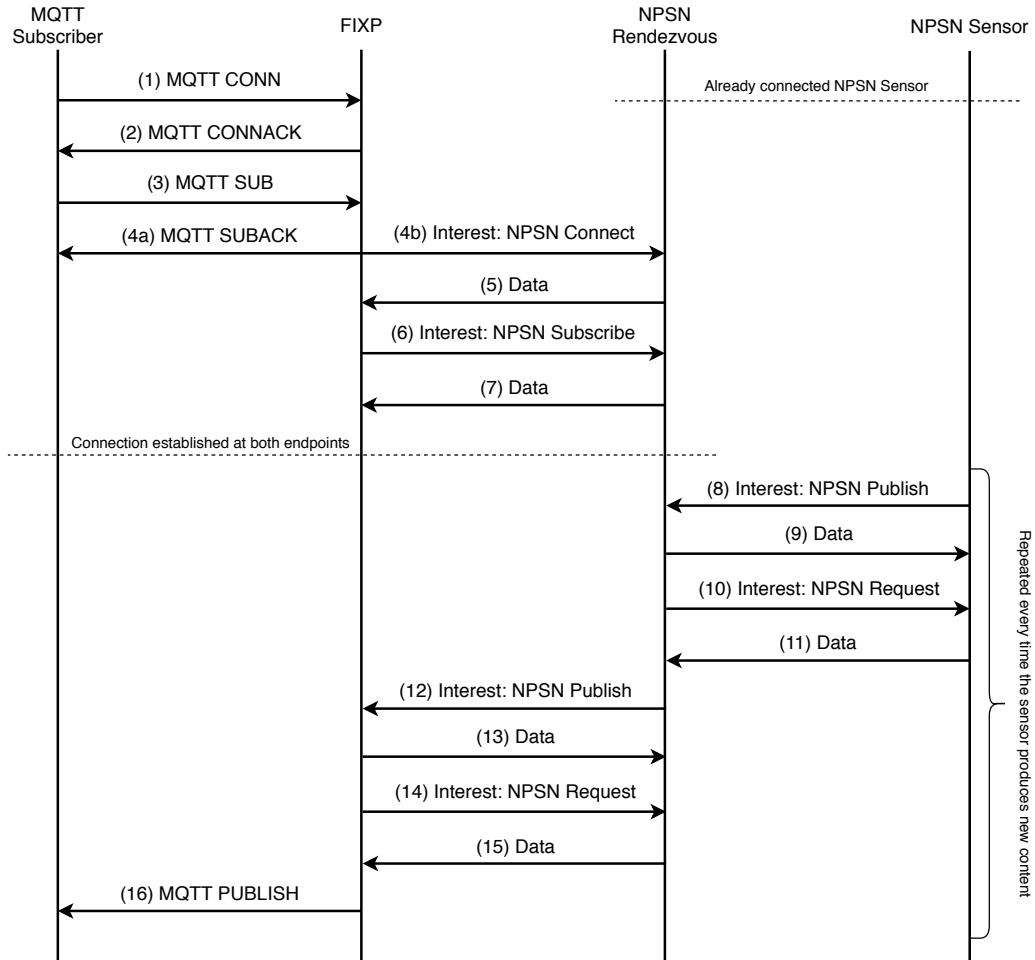 MQTT
Subscriber
FIXP
NPSN
Rendezvous
NPSN Sensor
(1) MQTT CONN
Already connected NPSN Sensor
(2) MQTT CONNACK
(3) MQTT SUB
(4a) MQTT SUBACK
(4b) Interest: NPSN Connect
(5) Data
(6) Interest: NPSN Subscribe
(7) Data
Connection established at both endpoints
(8) Interest: NPSN Publish
(9) Data
(10) Interest: NPSN Request
(11) Data
(12) Interest: NPSN Publish
(13) Data
(14) Interest: NPSN Request
(15) Data
(16) MQTT PUBLISH
Repeated every time the sensor produces new content